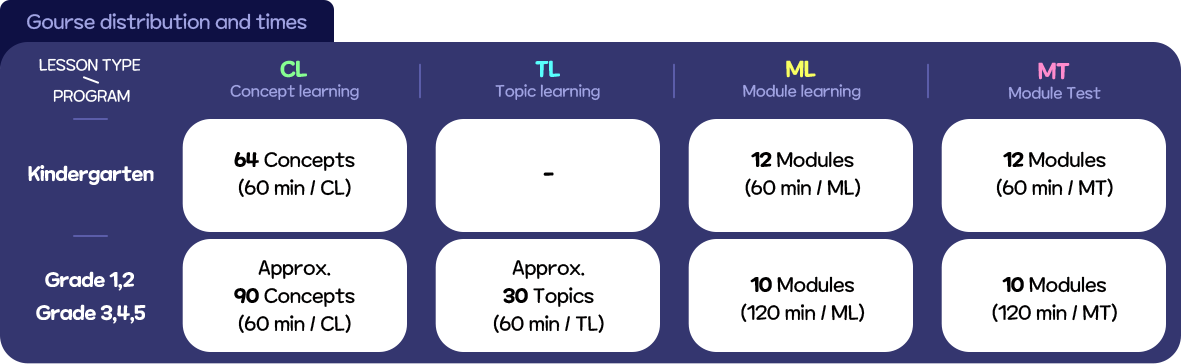 Gourse distribution and times
LESSON TYPE
PROGRAM
CL
Concept learning
TL
Topic learning
ML
Module learning
MT
Module Test
Kindergarten
64 Concepts
(60 min / CL)
-
12 Modules
(60 min / ML)
12 Modules
(60 min / MT)
Grade 1,2
Grade 3,4,5
Approx.
90 Concepts
(60 min / CL)
Approx.
30 Topics
(60 min / TL)
10 Modules
(120 min / ML)
10 Modules
(120 min / MT)